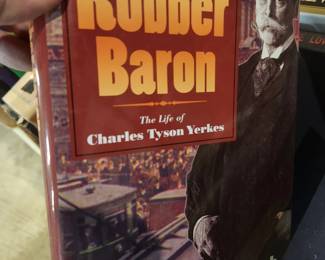 Robber
Baron
The Life of
Charles Tyson Yerkes